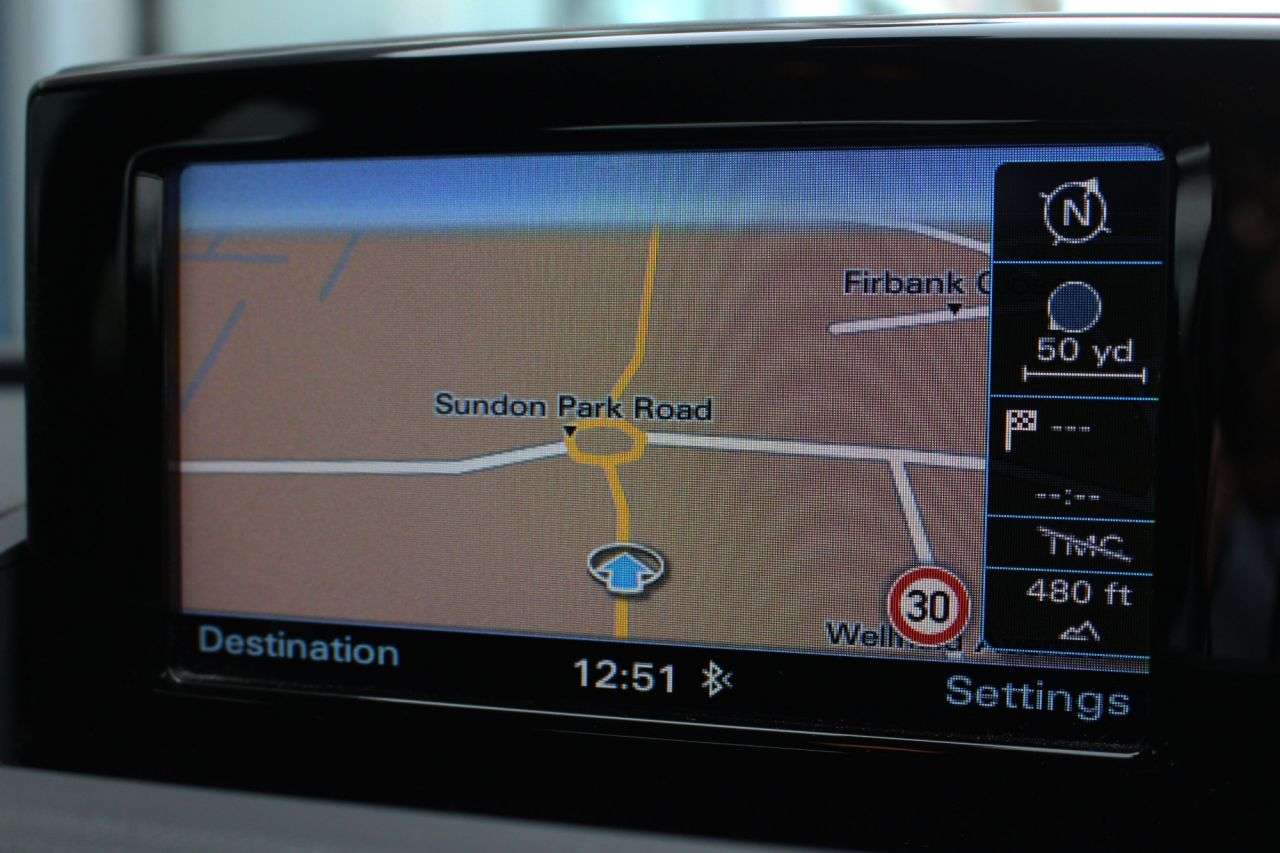 N
Firbank
50 yd
Sundon Park Road
---
--:--
TMC
480 ft
30
Destination
12:51
Settings